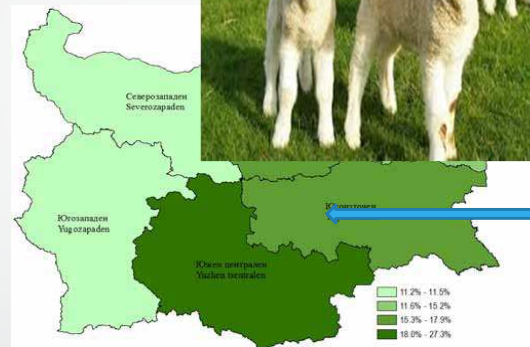 Северозападен
Severozapaden
Югозападен
Yugozapaden
Южен централен
Yuzhen tsentralen
11.2% - 11.5%
11.6% - 15.2%
15.3% - 17.9%
18.0% - 27.3%